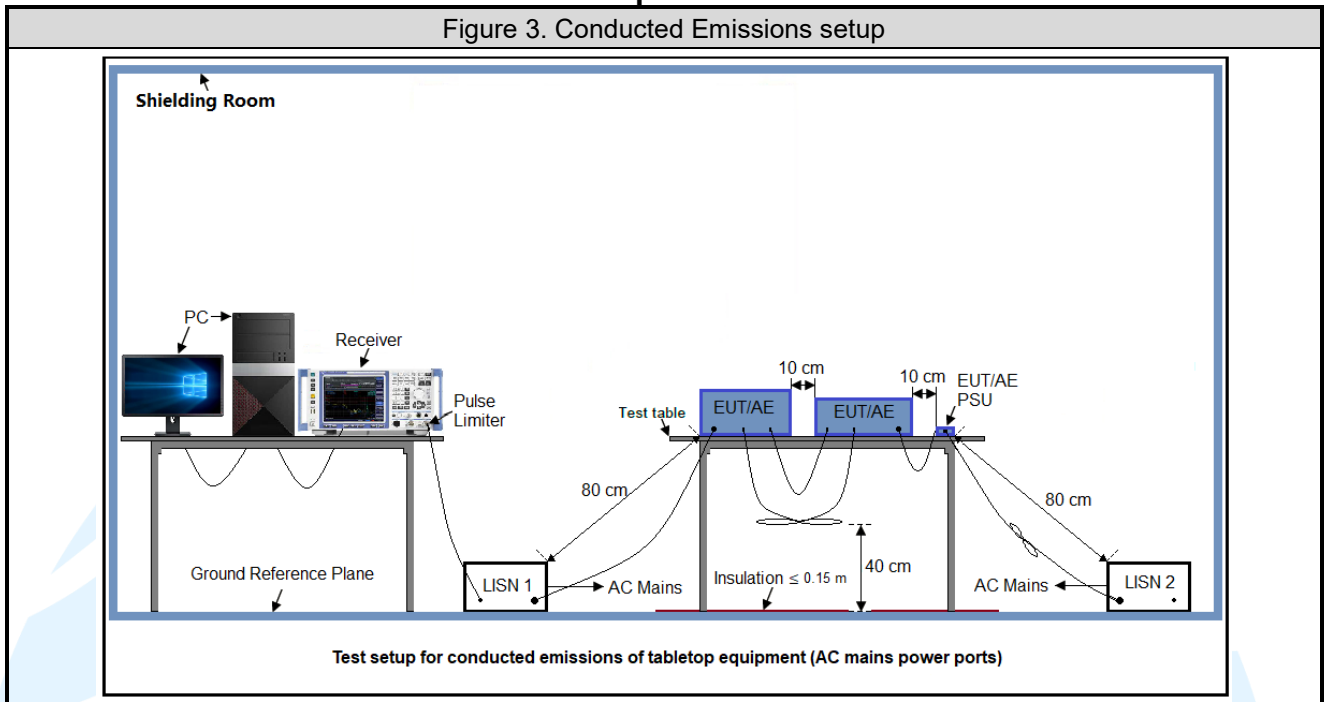 Figure 3. Conducted Emissions setup
Shielding Room
PC
Receiver
Pulse
Limiter
10 cm
10 cm
EUT/AE
PSU
Test table
EUT/AE
EUT/AE
80 cm
80 cm
Ground Reference Plane
LISN 1
AC Mains
Insulation ≤ 0.15 m
40 cm
AC Mains
LISN 2
Test setup for conducted emissions of tabletop equipment (AC mains power ports)